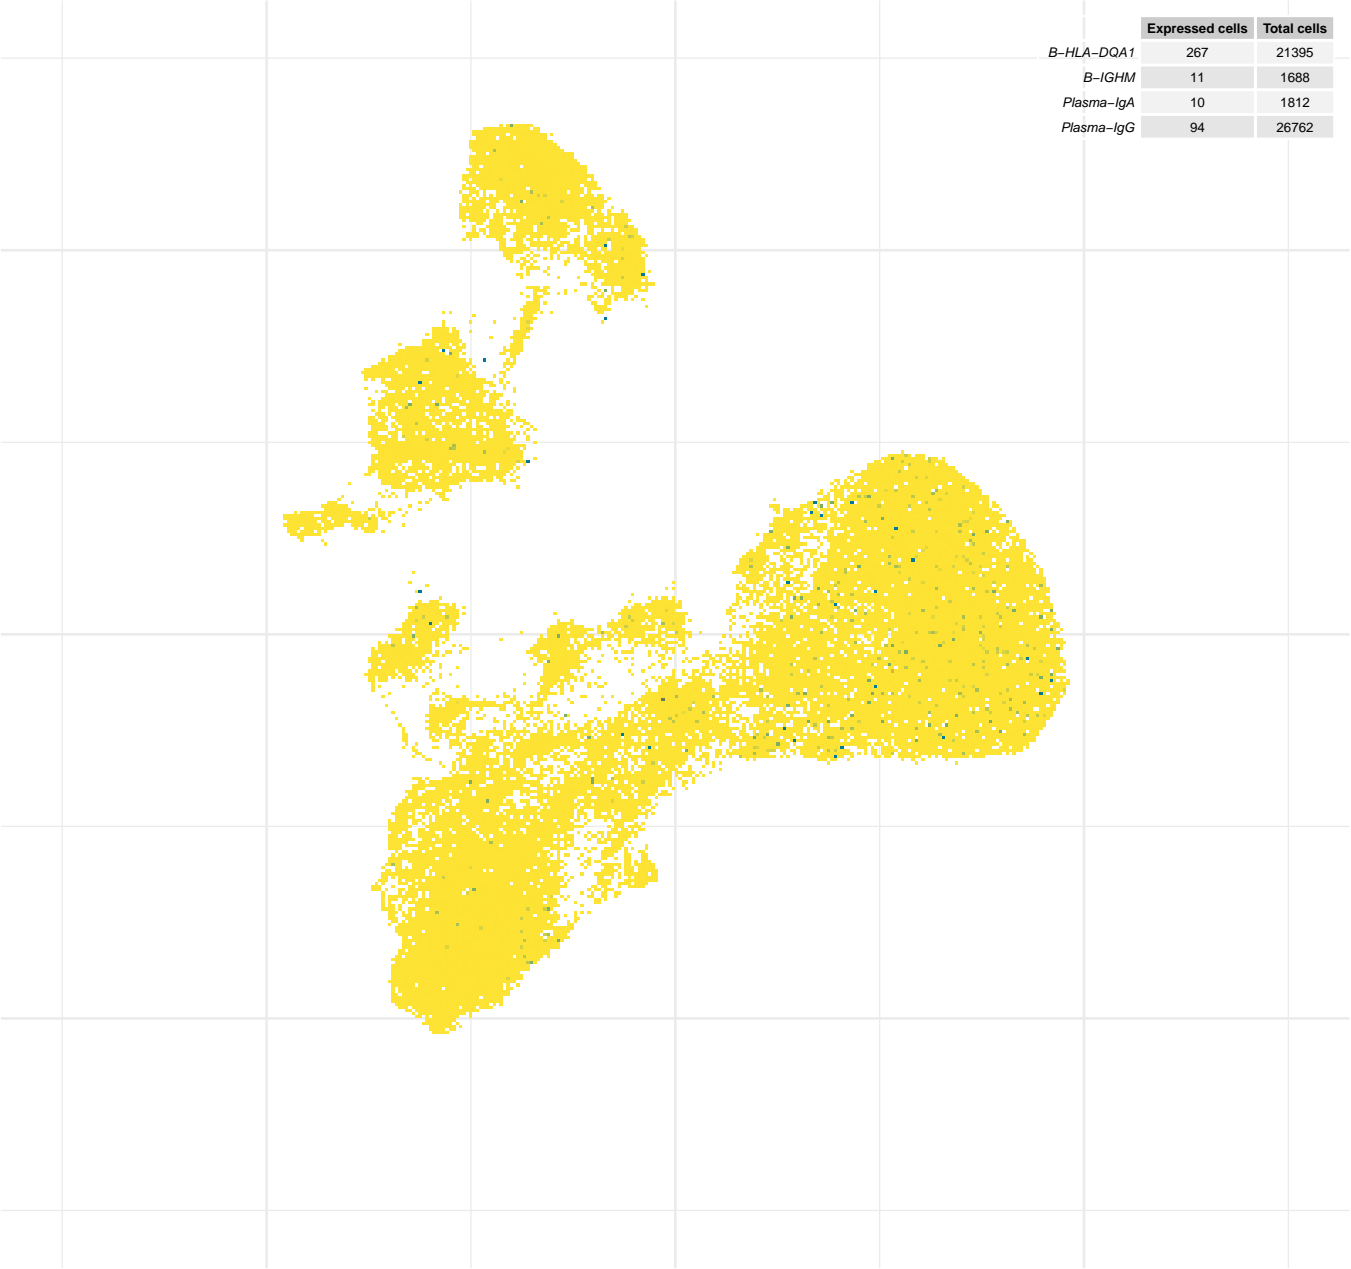 Expressed cells Total cells
B−HLA−DQA1 267 21395
B−IGHM 11 1688
Plasma−IgA 10 1812
Plasma−IgG 94 26762